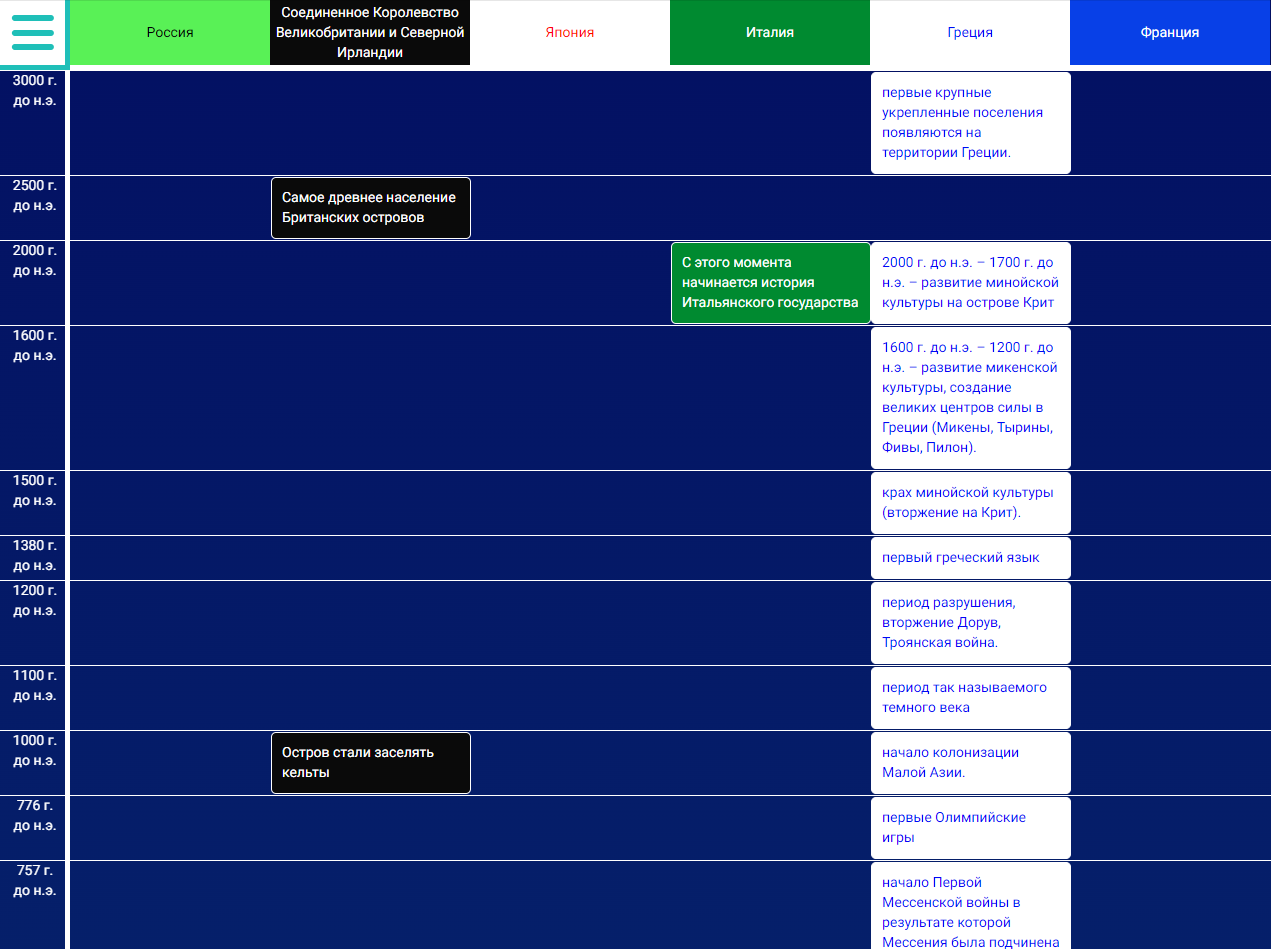 Россия
Соединенное Королевство
Великобритании и Северной
Ирландии
Япония
Италия
Греция
Франция
3000 г.
до н.э.
первые крупные
укрепленные поселения
появляются на
территории Греции.
2500 г.
до н.э.
Самое древнее население
Британских островов
2000 г.
до н.э.
С этого момента
начинается история
Итальянского государства
2000 г. до н.э. – 1700 г. до
н.э. – развитие минойской
культуры на острове Крит
1600 г.
до н.э.
1600 г. до н.э. – 1200 г. до
н.э. – развитие микенской
культуры, создание
великих центров силы в
Греции (Микены, Тырины,
Фивы, Пилон).
1500 г.
до н.э.
крах минойской культуры
(вторжение на Крит).
1380 г.
до н.э.
первый греческий язык
1200 г.
до н.э.
период разрушения,
вторжение Дорув,
Троянская война.
1100 г.
до н.э.
период так называемого
темного века
1000 г.
до н.э.
Остров стали заселять
кельты
начало колонизации
Малой Азии.
776 г.
до н.э.
первые Олимпийские
игры
757 г.
до н.э.
начало Первой
Мессенской войны в
результате которой
Мессения была подчинена